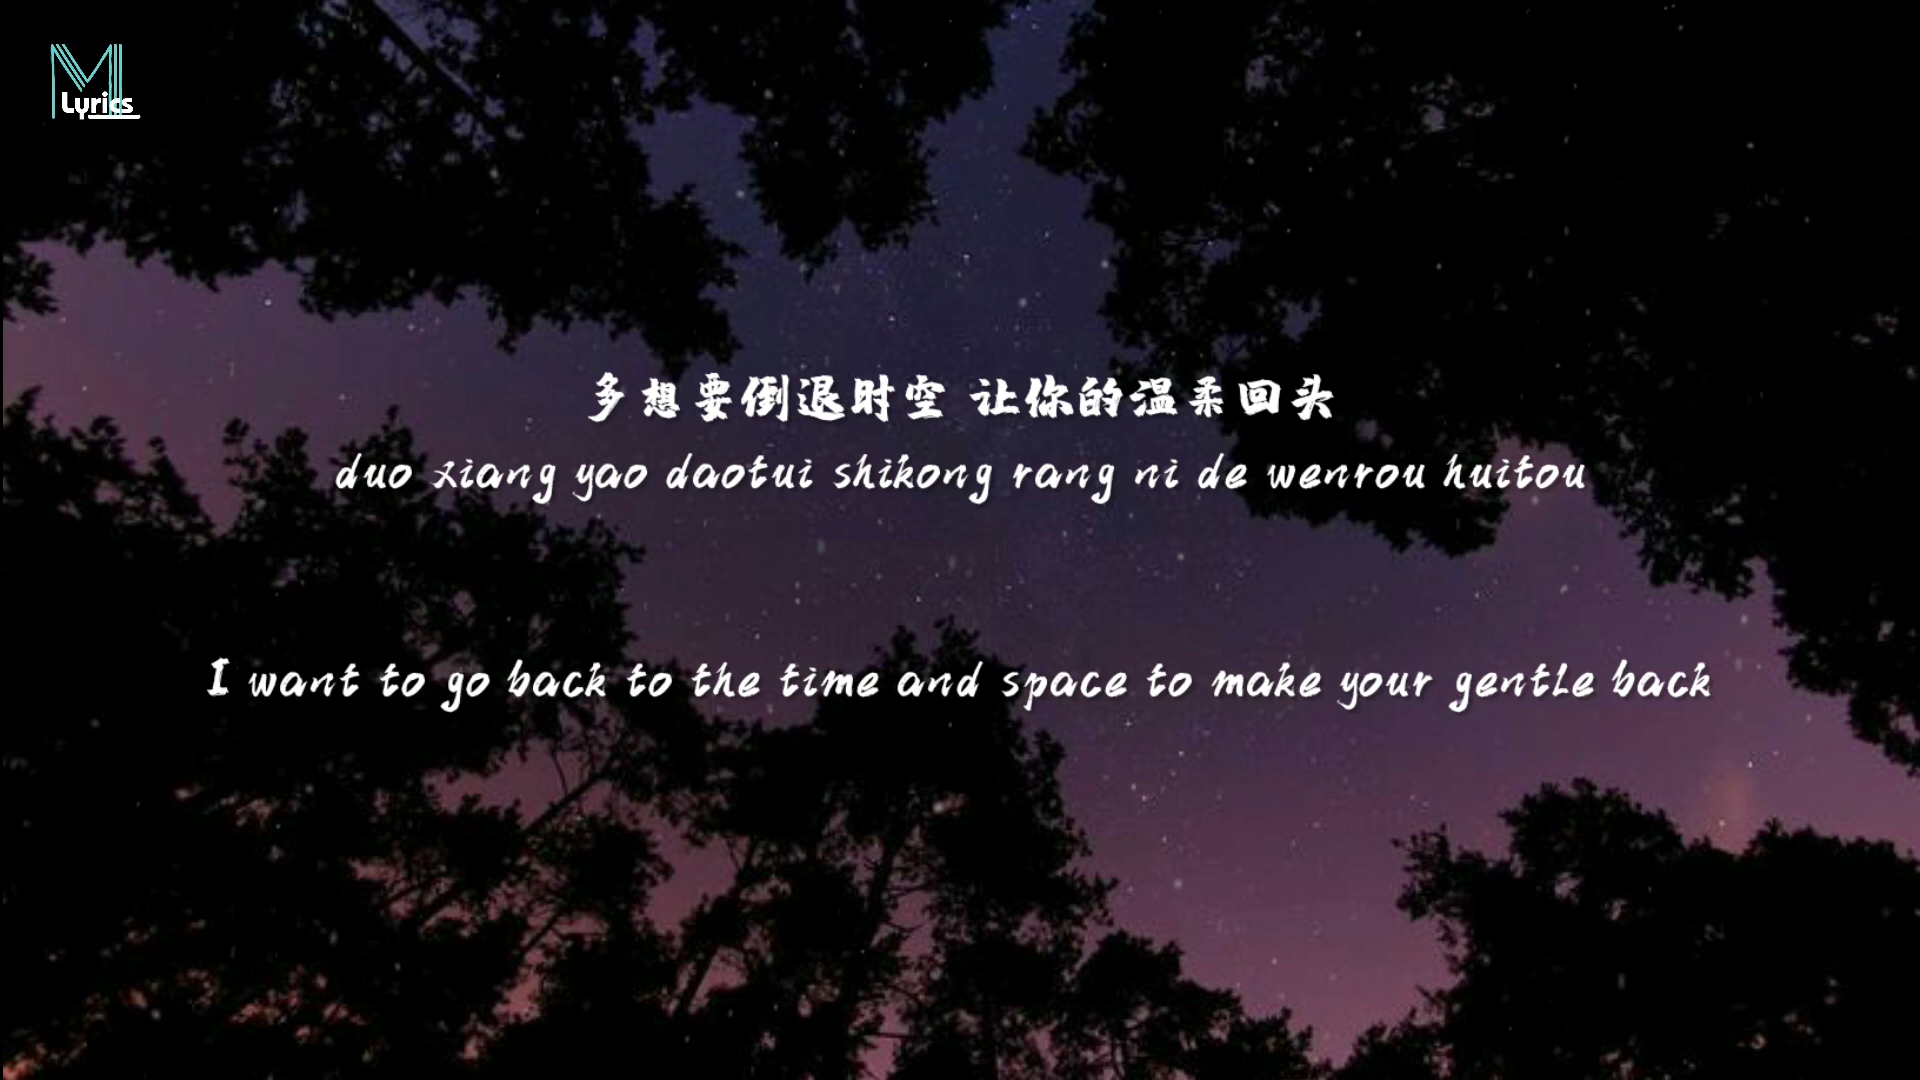 M
Lyrics
多想要倒退时空 让你的温柔回头
duo xiang yao daotui shikong rang ni de wenrou huitou
I want to go back to the time and space to make your gentle back